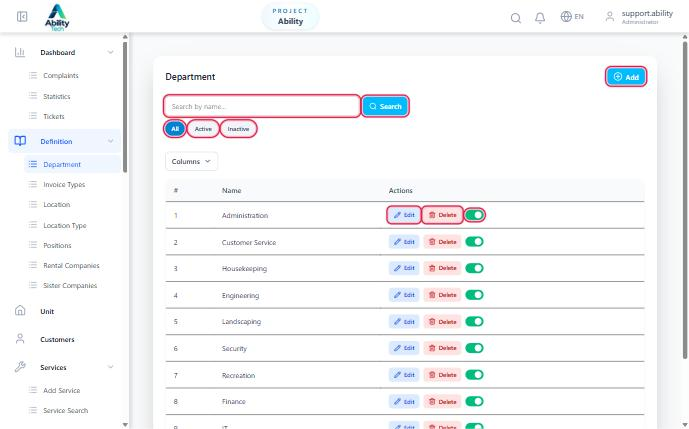 Ability
Tech
PROJECT
Ability
EN
support.ability
Administrator
Dashboard
Complaints
Statistics
Tickets
Definition
Department
Invoice Types
Location
Location Type
Positions
Rental Companies
Sister Companies
Unit
Customers
Services
Add Service
Service Search
Department
Add
Search by name...
Search
All
Active
Inactive
Columns
# Name Actions
1 Administration Edit Delete
2 Customer Service Edit Delete
3 Housekeeping Edit Delete
4 Engineering Edit Delete
5 Landscaping Edit Delete
6 Security Edit Delete
7 Recreation Edit Delete
8 Finance Edit Delete
9 IT Edit Delete